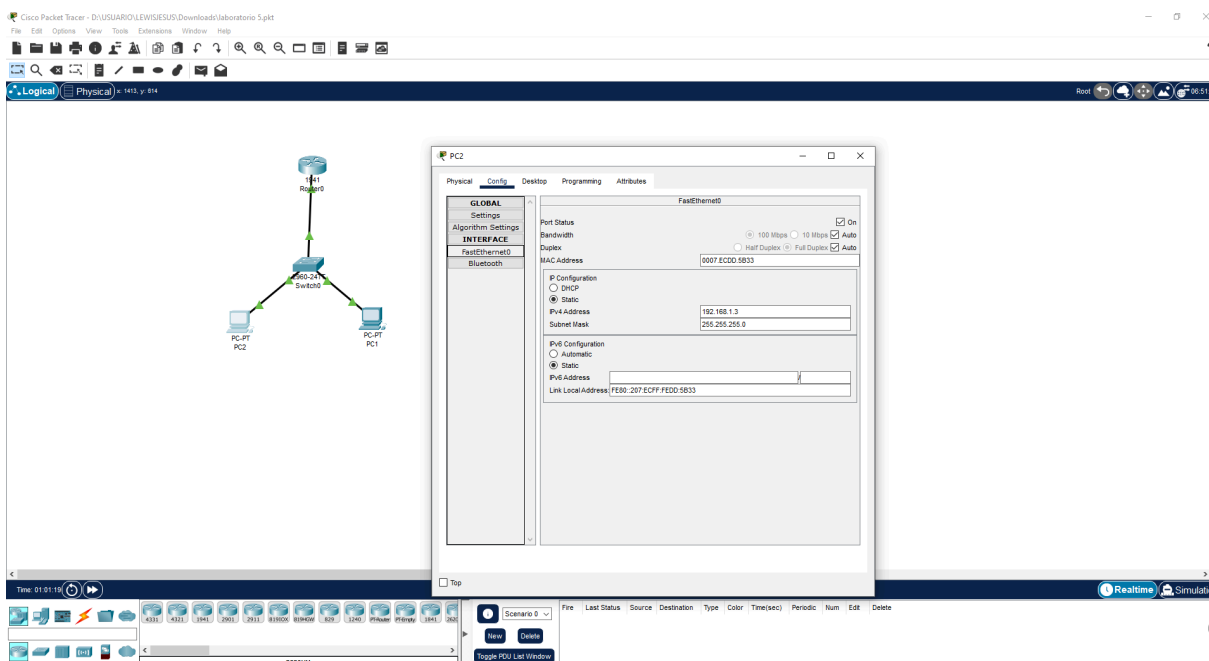 Cisco Packet Tracer - D:\USUARIO\LEWISJESUS\Downloads\laboratorio 5.pkt
File Edit Options View Tools Extensions Window Help
Logical Physical x: 1413, y: 614
Root 06:51
1941
Router0
2960-24TT
Switch0
PC-PT
PC2
PC-PT
PC1
PC2
Physical Config Desktop Programming Attributes
GLOBAL
Settings
Algorithm Settings
INTERFACE
FastEthernet0
Bluetooth
FastEthernet0
Port Status On
Bandwidth 100 Mbps 10 Mbps Auto
Duplex Half Duplex Full Duplex Auto
MAC Address 0007.ECDD.5B33
IP Configuration
DHCP
Static
IPv4 Address 192.168.1.3
Subnet Mask 255.255.255.0
IPv6 Configuration
Automatic
Static
IPv6 Address /
Link Local Address: FE80::207:ECFF:FEDD:5B33
Top
Time: 01:01:19
Realtime Simulati
4331 4321 1941 2901 2911 819IOX 819HGW 829 1240 PT-Router PT-Empty 1841 262
Scenario 0
New Delete
Toggle PDU List Window
Fire Last Status Source Destination Type Color Time(sec) Periodic Num Edit Delete